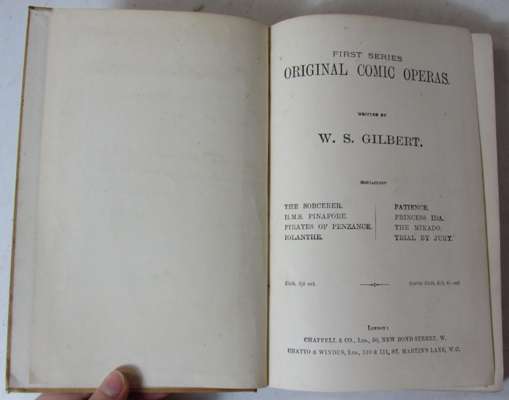 FIRST SERIES
ORIGINAL COMIC OPERAS.
WRITTEN BY
W. S. GILBERT.
CONTAINING
THE SORCERER.
H.M.S. PINAFORE.
PIRATES OF PENZANCE.
IOLANTHE.
PATIENCE.
PRINCESS IDA.
THE MIKADO.
TRIAL BY JURY.
London:
CHAPPELL & CO., Ltd., 50, NEW BOND STREET, W.
CHATTO & WINDUS, Ltd., 110 & 111, ST. MARTIN'S LANE, W.C.